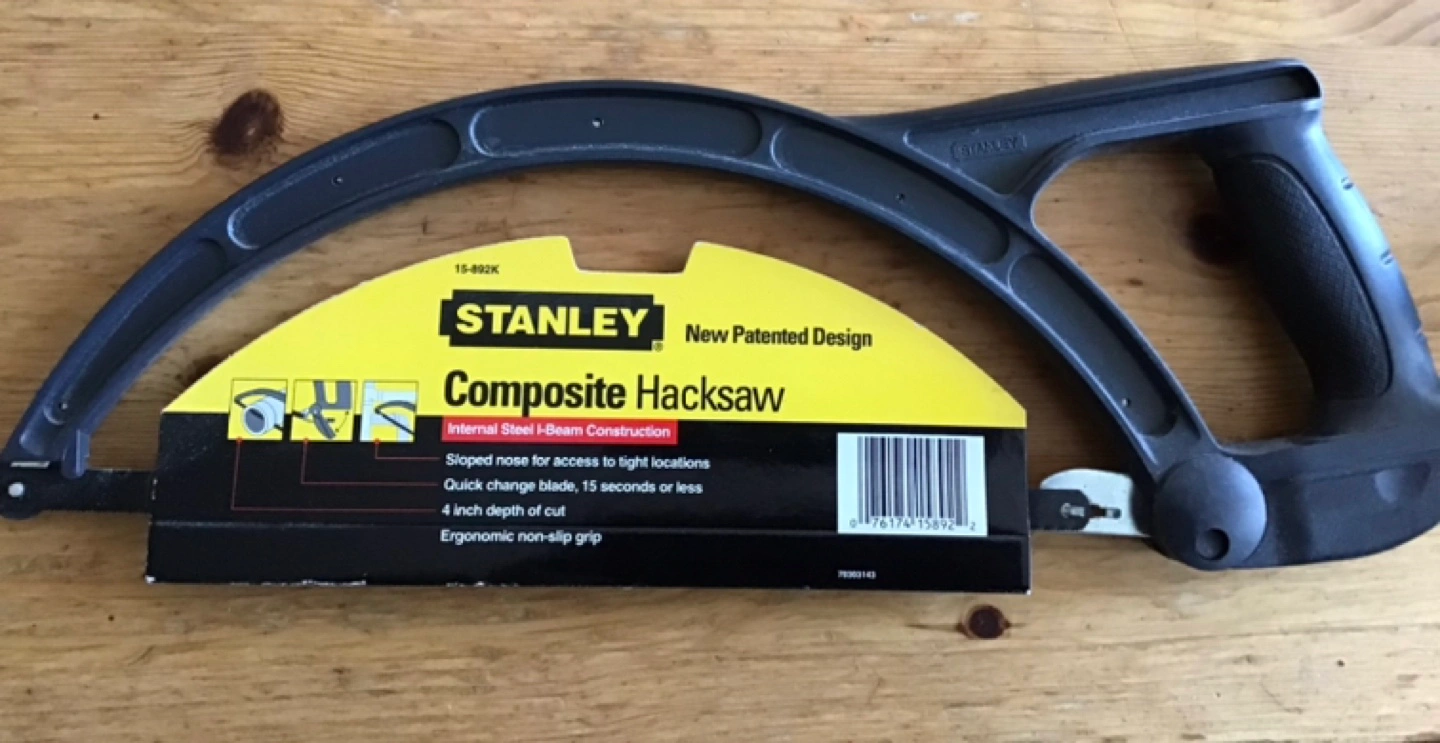 STANLEY
15-892K
STANLEY®
New Patented Design
Composite Hacksaw
Internal Steel I-Beam Construction
Sloped nose for access to tight locations
Quick change blade, 15 seconds or less
4 inch depth of cut
Ergonomic non-slip grip
0 76174 15892 2
76303143